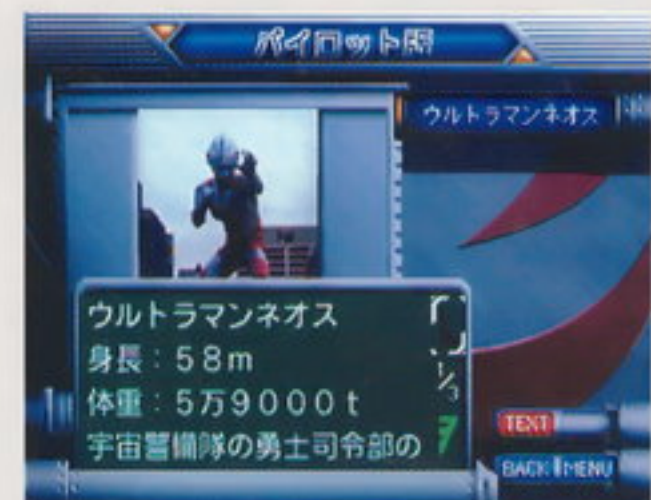 パイロット版
ウルトラマンネオス
ウルトラマンネオス
身長：58m
体重：5万9000t
宇宙警備隊の勇士司令部の
1/3
TEXT
BACK MENU